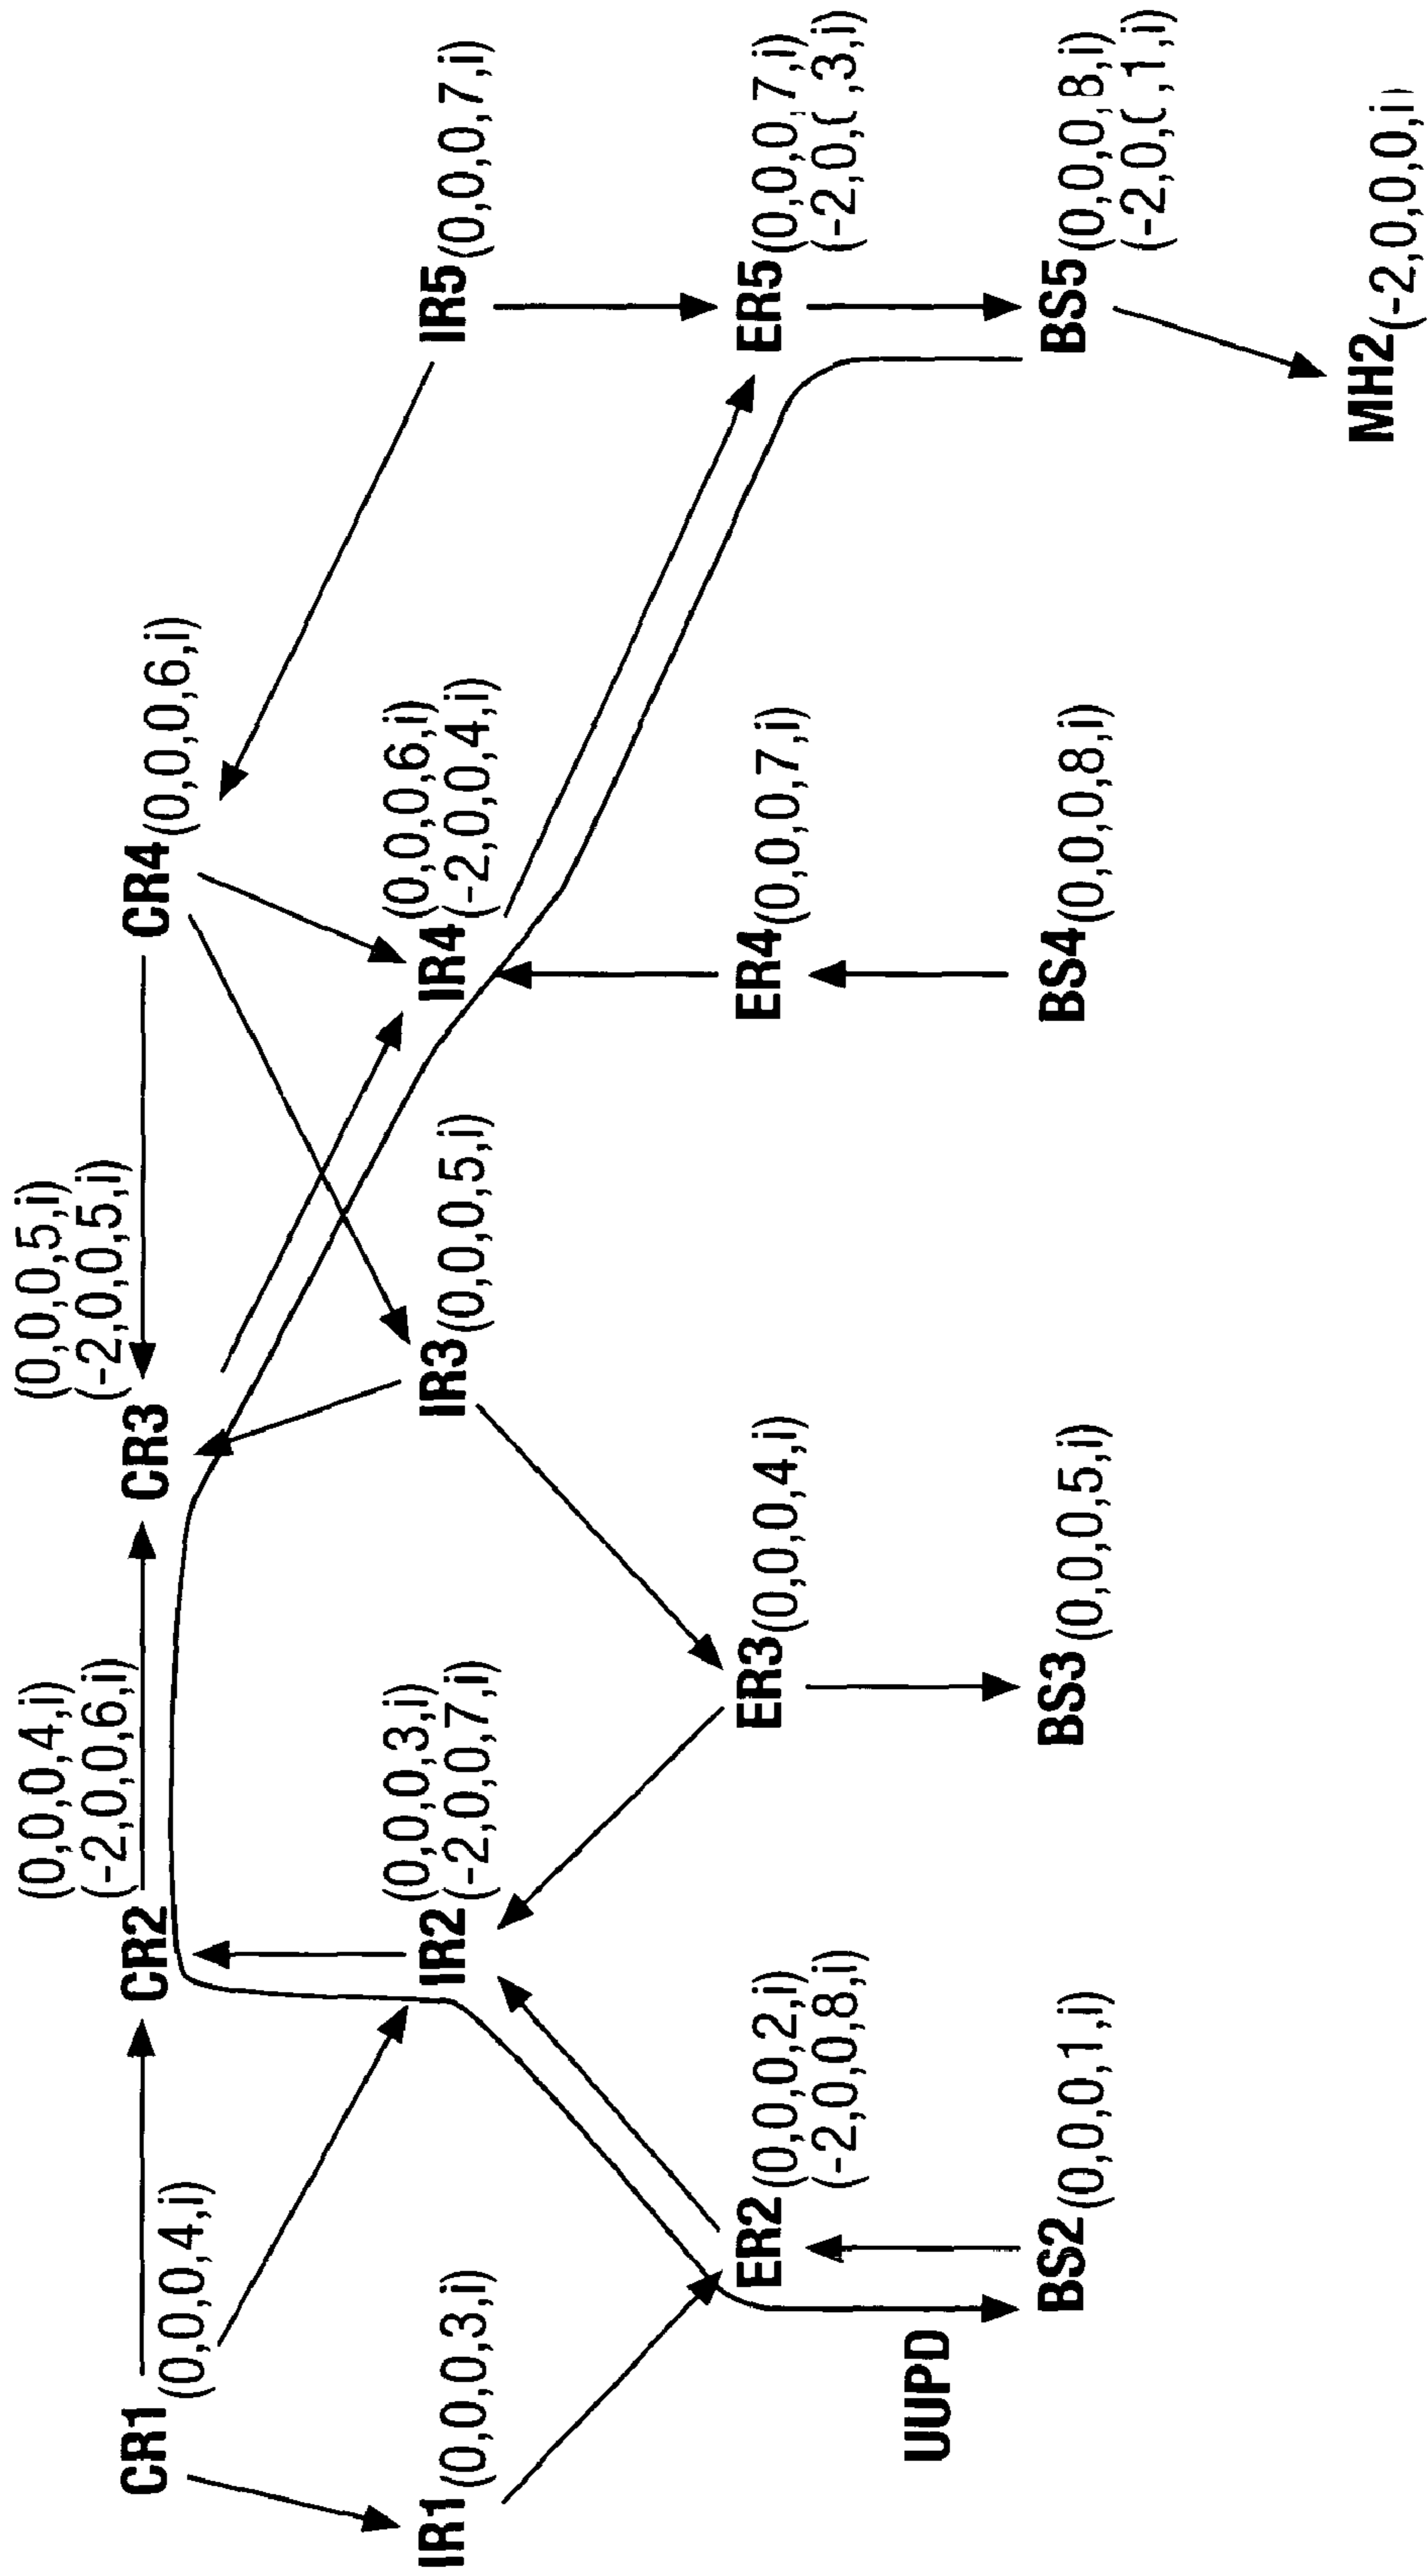 CR1
(0,0,0,4,i)
CR2
(0,0,0,4,i)
(-2,0,0,6,i)
CR3
(0,0,0,5,i)
(-2,0,0,5,i)
CR4
(0,0,0,6,i)
IR1
(0,0,0,3,i)
IR2
(0,0,0,3,i)
(-2,0,0,7,i)
IR3
(0,0,0,5,i)
IR4
(0,0,0,6,i)
(-2,0,0,4,i)
IR5
(0,0,0,7,i)
ER2
(0,0,0,2,i)
(-2,0,0,8,i)
ER3
(0,0,0,4,i)
ER4
(0,0,0,7,i)
ER5
(0,0,0,7,i)
UUPD
BS2
(0,0,0,1,i)
BS3
(0,0,0,5,i)
BS4
(0,0,0,8,i)
BS5
(0,0,0,8,i)
MH2
(-2,0,0,0,i)